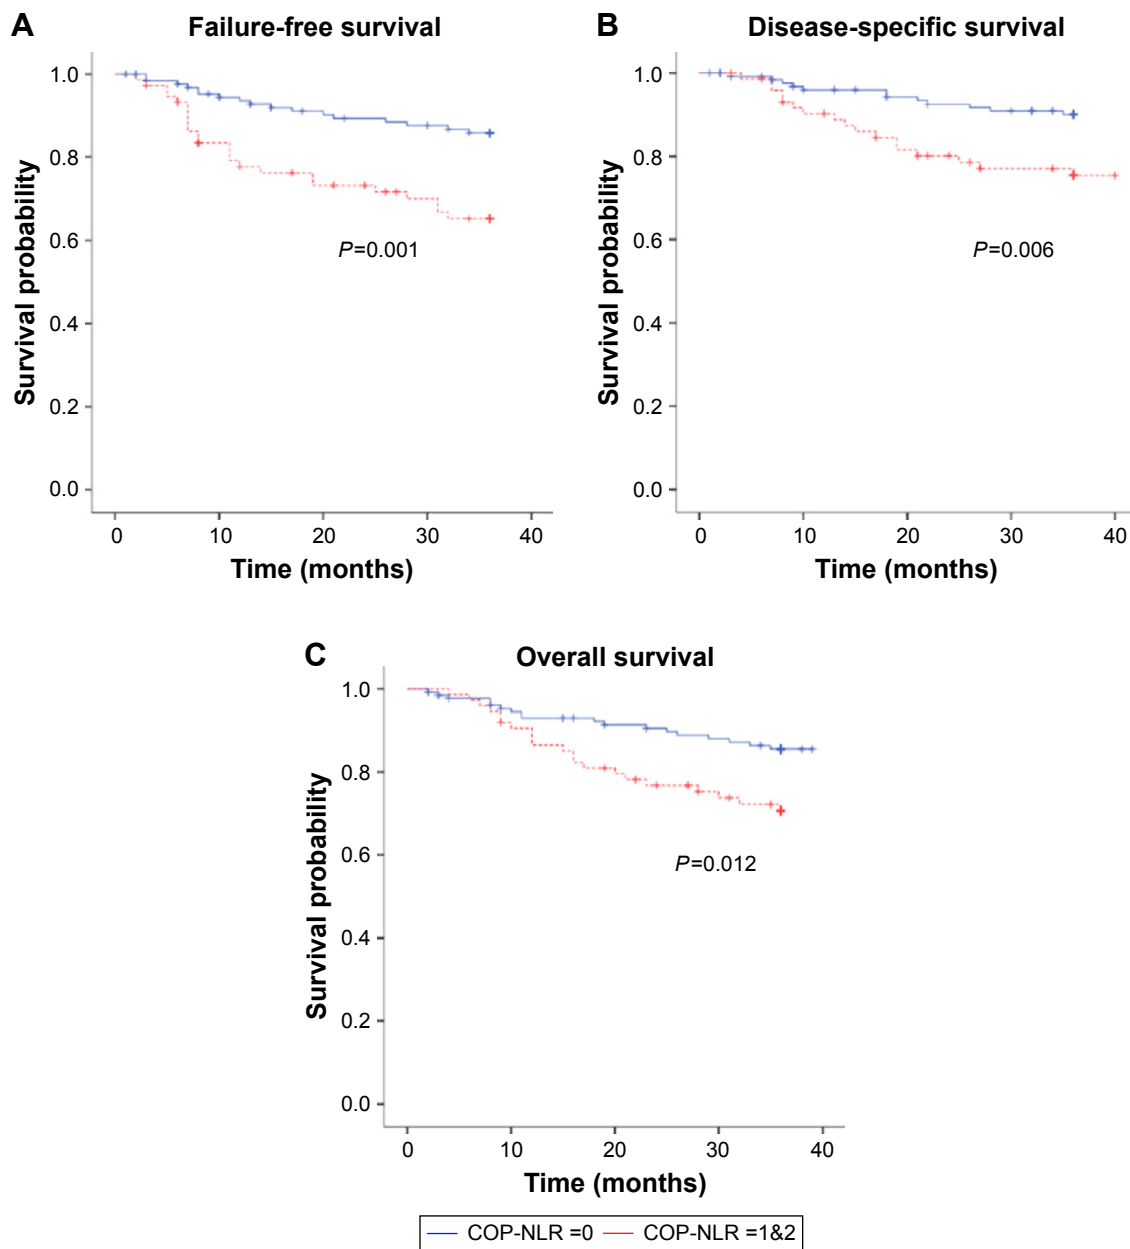 A
Failure-free survival
Survival probability
1.0
0.8
0.6
0.4
0.2
0.0
P=0.001
0 10 20 30 40
Time (months)
B
Disease-specific survival
Survival probability
1.0
0.8
0.6
0.4
0.2
0.0
P=0.006
0 10 20 30 40
Time (months)
C
Overall survival
Survival probability
1.0
0.8
0.6
0.4
0.2
0.0
P=0.012
0 10 20 30 40
Time (months)
COP-NLR =0 COP-NLR =1&2